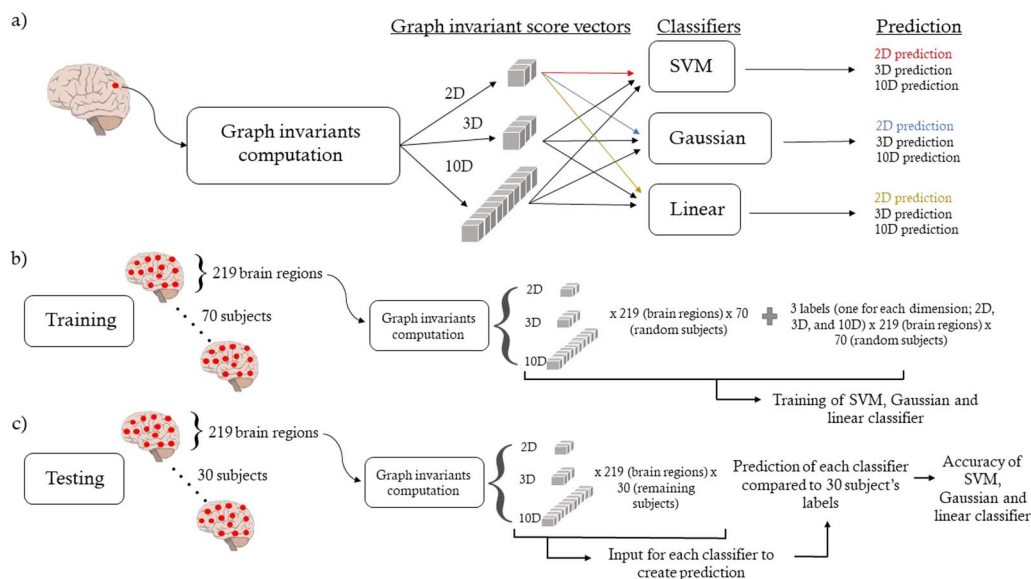 a)
Graph invariant score vectors
Classifiers
Prediction
Graph invariants
computation
2D
3D
10D
SVM
Gaussian
Linear
2D prediction
3D prediction
10D prediction
2D prediction
3D prediction
10D prediction
2D prediction
3D prediction
10D prediction
b)
Training
219 brain regions
70 subjects
Graph invariants
computation
2D
3D
10D
x 219 (brain regions) x 70
(random subjects)
3 labels (one for each dimension; 2D,
3D, and 10D) x 219 (brain regions) x
70 (random subjects)
Training of SVM, Gaussian and
linear classifier
c)
Testing
219 brain regions
30 subjects
Graph invariants
computation
2D
3D
10D
x 219 (brain regions) x
30 (remaining
subjects)
Input for each classifier to
create prediction
Prediction of each classifier
compared to 30 subject's
labels
Accuracy of
SVM,
Gaussian and
linear classifier